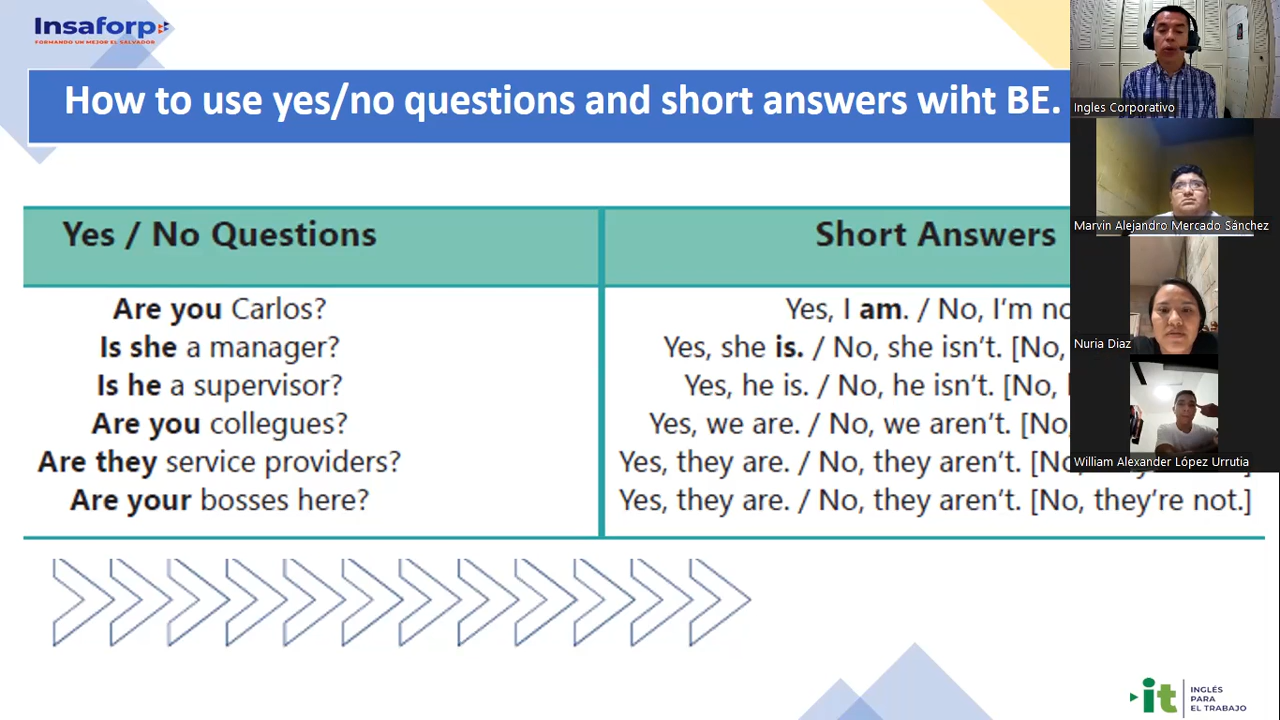 Insaforp
FORMANDO UN MEJOR EL SALVADOR
How to use yes/no questions and short answers wiht BE.
Yes / No Questions
Short Answers
Are you Carlos?
Yes, I am. / No, I'm
Is she a manager?
Yes, she is. / No, she isn't. [No,
Is he a supervisor?
Yes, he is. / No, he isn't. [No,
Are you collegues?
Yes, we are. / No, we aren't. [No,
Are they service providers?
Yes, they are. / No, they aren't.
Are your bosses here?
Yes, they are. / No, they aren't. [No, they're not.]
Ingles Corporativo
Marvin Alejandro Mercado Sánchez
Nuria Diaz
William Alexander López Urrutia
it
INGLÉS
PARA
EL TRABAJO